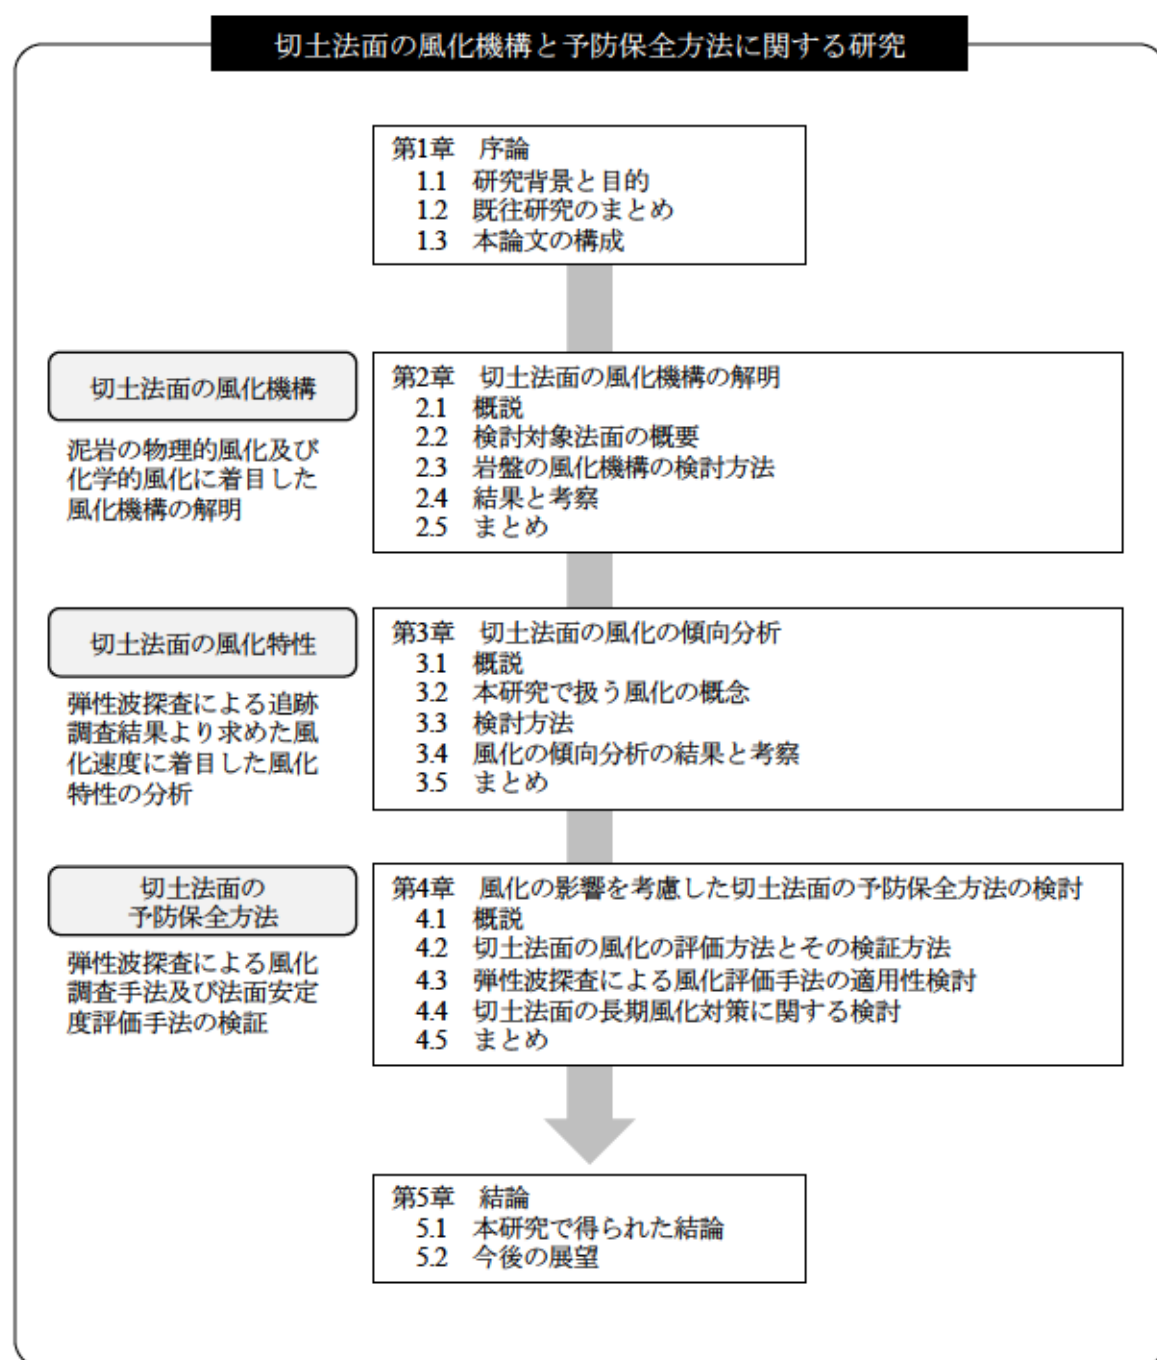 切土法面の風化機構と予防保全方法に関する研究
第1章 序論
1.1 研究背景と目的
1.2 既往研究のまとめ
1.3 本論文の構成
切土法面の風化機構
泥岩の物理的風化及び
化学的風化に着目した
風化機構の解明
第2章 切土法面の風化機構の解明
2.1 概説
2.2 検討対象法面の概要
2.3 岩盤の風化機構の検討方法
2.4 結果と考察
2.5 まとめ
切土法面の風化特性
弾性波探査による追跡
調査結果より求めた風
化速度に着目した風化
特性の分析
第3章 切土法面の風化の傾向分析
3.1 概説
3.2 本研究で扱う風化の概念
3.3 検討方法
3.4 風化の傾向分析の結果と考察
3.5 まとめ
切土法面の
予防保全方法
弾性波探査による風化
調査手法及び法面安定
度評価手法の検証
第4章 風化の影響を考慮した切土法面の予防保全方法の検討
4.1 概説
4.2 切土法面の風化の評価方法とその検証方法
4.3 弾性波探査による風化評価手法の適用性検討
4.4 切土法面の長期風化対策に関する検討
4.5 まとめ
第5章 結論
5.1 本研究で得られた結論
5.2 今後の展望